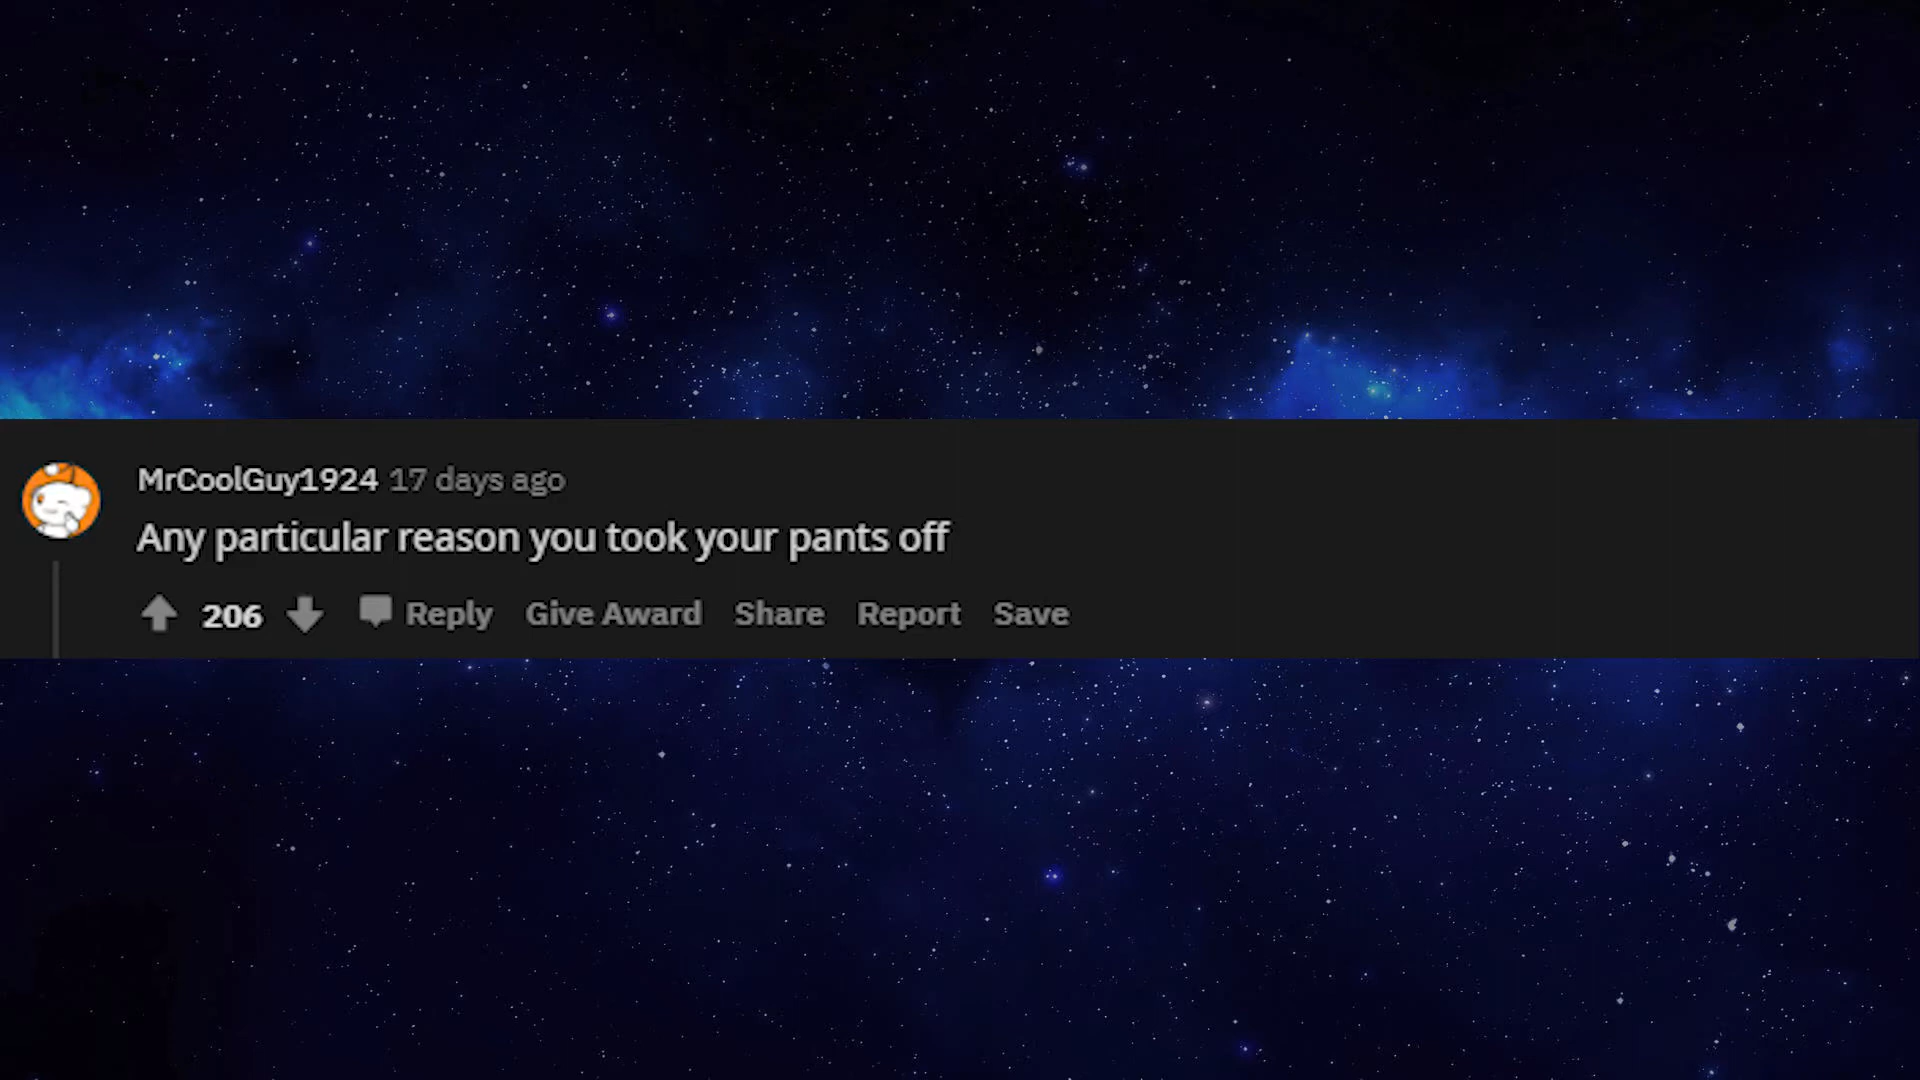 MrCoolGuy1924 17 days ago
Any particular reason you took your pants off
206 Reply Give Award Share Report Save